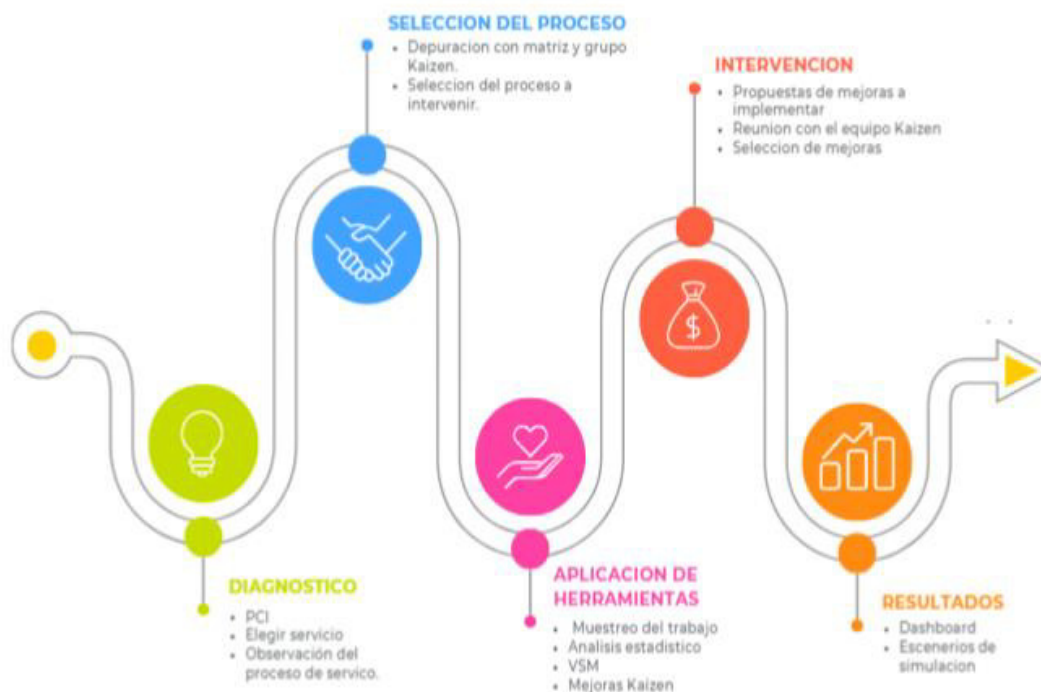 SELECCION DEL PROCESO
• Depuracion con matriz y grupo
Kaizen.
• Seleccion del proceso a
intervenir.
INTERVENCION
• Propuestas de mejoras a
implementar
• Reunion con el equipo Kaizen
• Seleccion de mejoras
$
DIAGNOSTICO
• PCI
• Elegir servicio
• Observación del
proceso de servico.
APLICACION DE
HERRAMIENTAS
• Muestreo del trabajo
• Analisis estadistico
• VSM
• Mejoras Kaizen
RESULTADOS
• Dashboard
• Escenerios de
simulacion